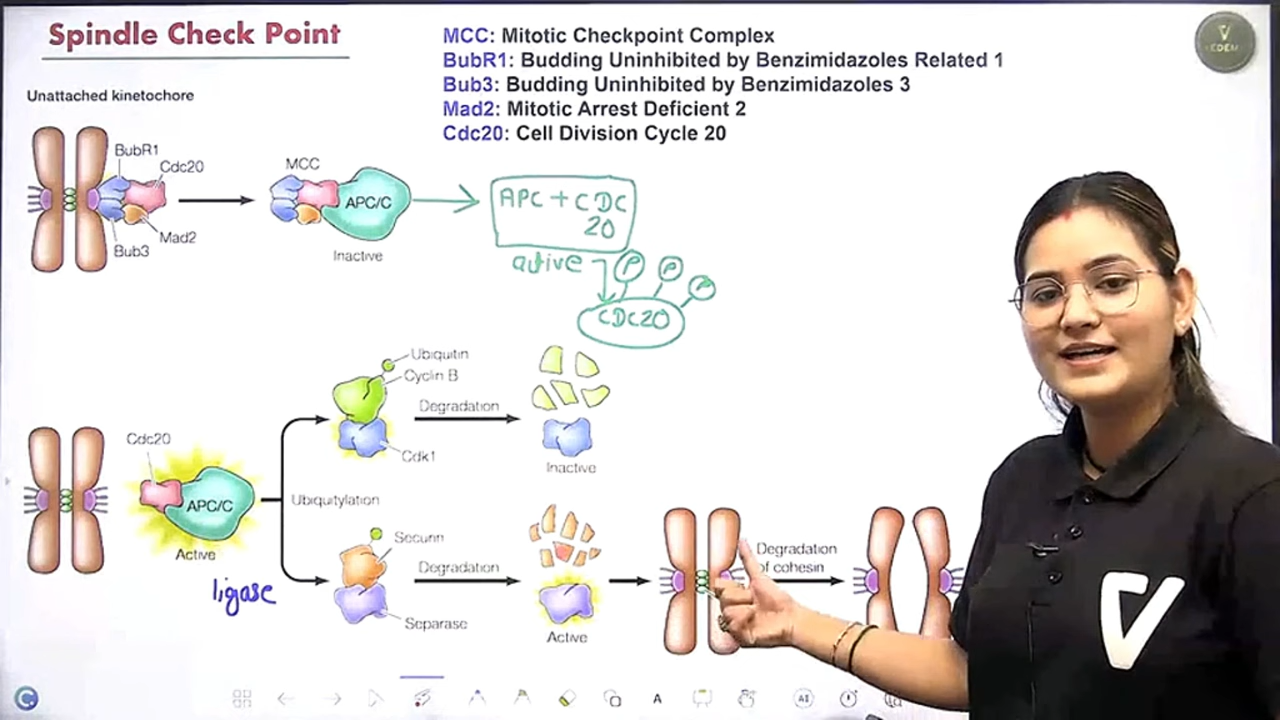 Spindle Check Point
MCC: Mitotic Checkpoint Complex
BubR1: Budding Uninhibited by Benzimidazoles Related 1
Bub3: Budding Uninhibited by Benzimidazoles 3
Mad2: Mitotic Arrest Deficient 2
Cdc20: Cell Division Cycle 20
Unattached kinetochore
BubR1
Cdc20
Mad2
Bub3
MCC
APC/C
Inactive
APC + CDC
20
active
P P P
CDC20
Ubiquitin
Cyclin B
Cdk1
Degradation
Inactive
Cdc20
APC/C
Active
ligase
Ubiquitylation
Securin
Separase
Degradation
Active
Degradation
of cohesin
A
AI